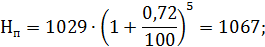 Нп = 1029 · (1 + 0,72/100)^5 = 1067;